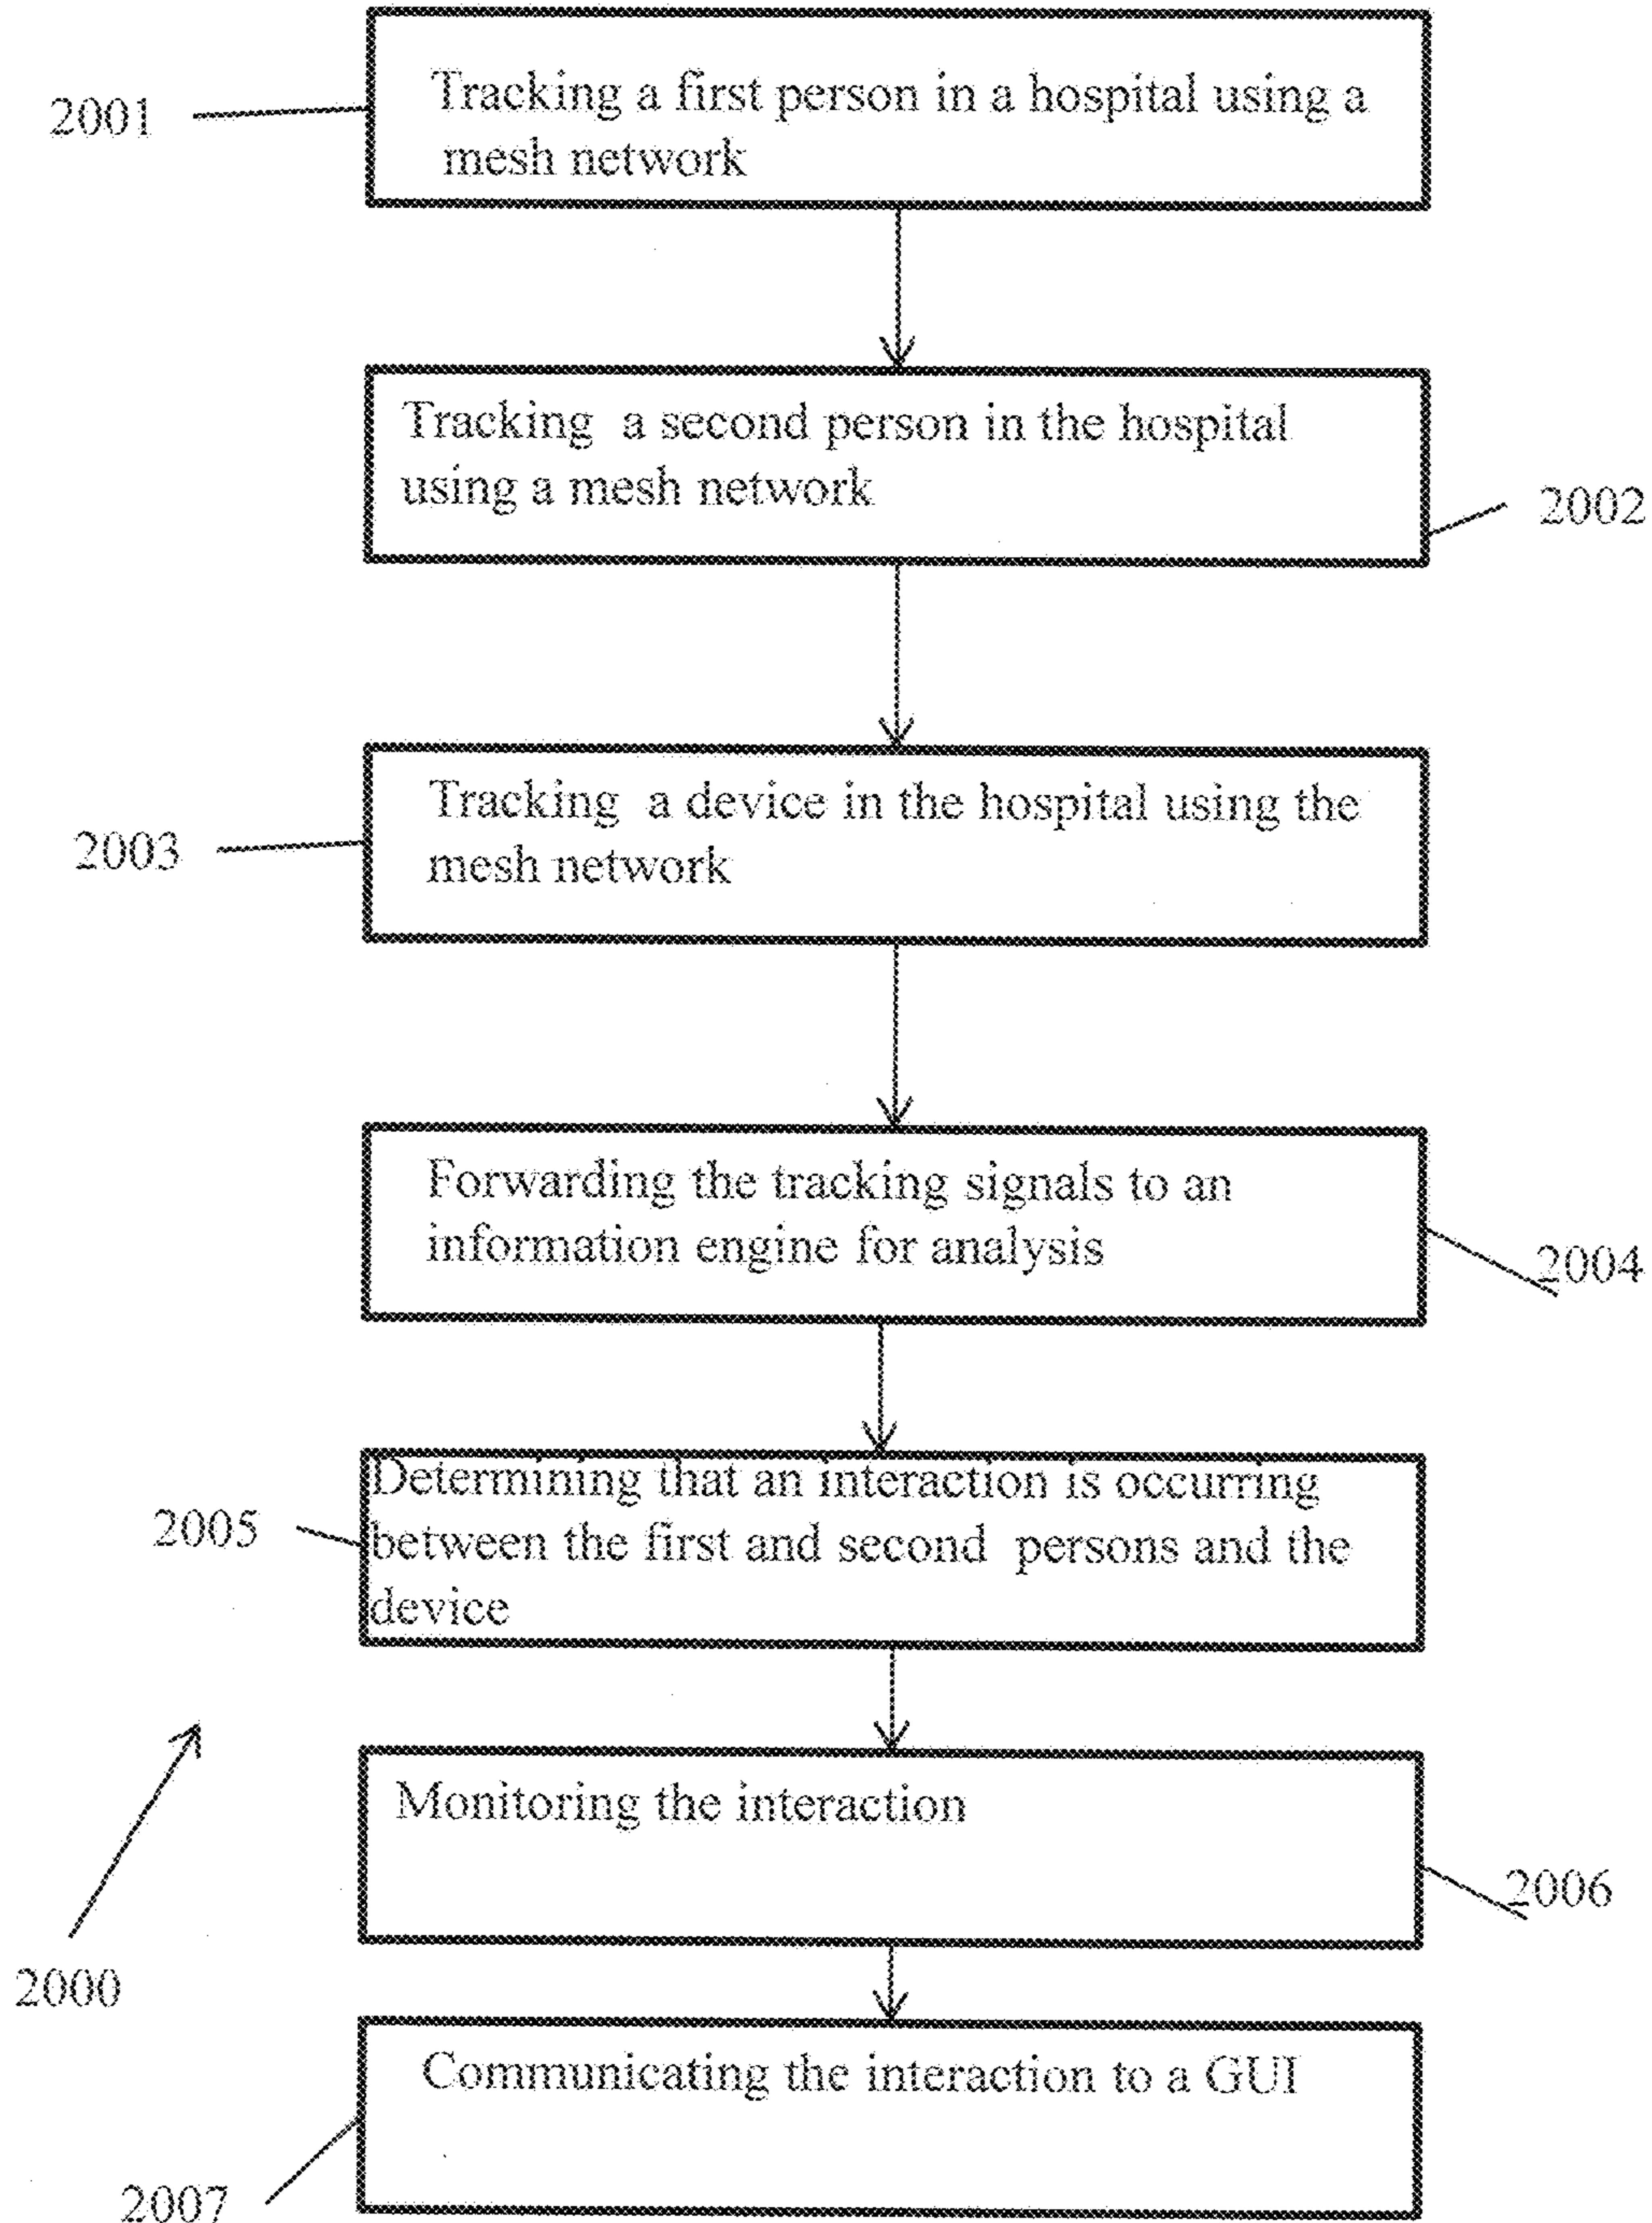 2001
Tracking a first person in a hospital using a
mesh network
Tracking a second person in the hospital
using a mesh network
2002
2003
Tracking a device in the hospital using the
mesh network
Forwarding the tracking signals to an
information engine for analysis
2004
2005
Determining that an interaction is occurring
between the first and second persons and the
device
Monitoring the interaction
2006
2000
Communicating the interaction to a GUI
2007